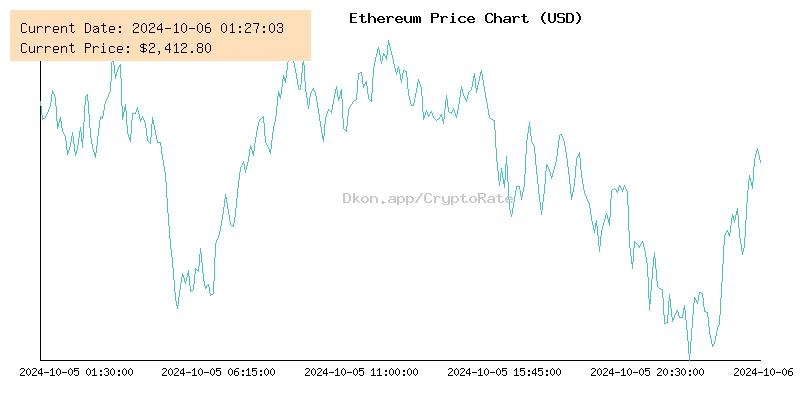 Ethereum Price Chart (USD)
Current Date: 2024-10-06 01:27:03
Current Price: $2,412.80
Dkon.app/CryptoRate
2024-10-05 01:30:00 2024-10-05 06:15:00 2024-10-05 11:00:00 2024-10-05 15:45:00 2024-10-05 20:30:00 2024-10-06